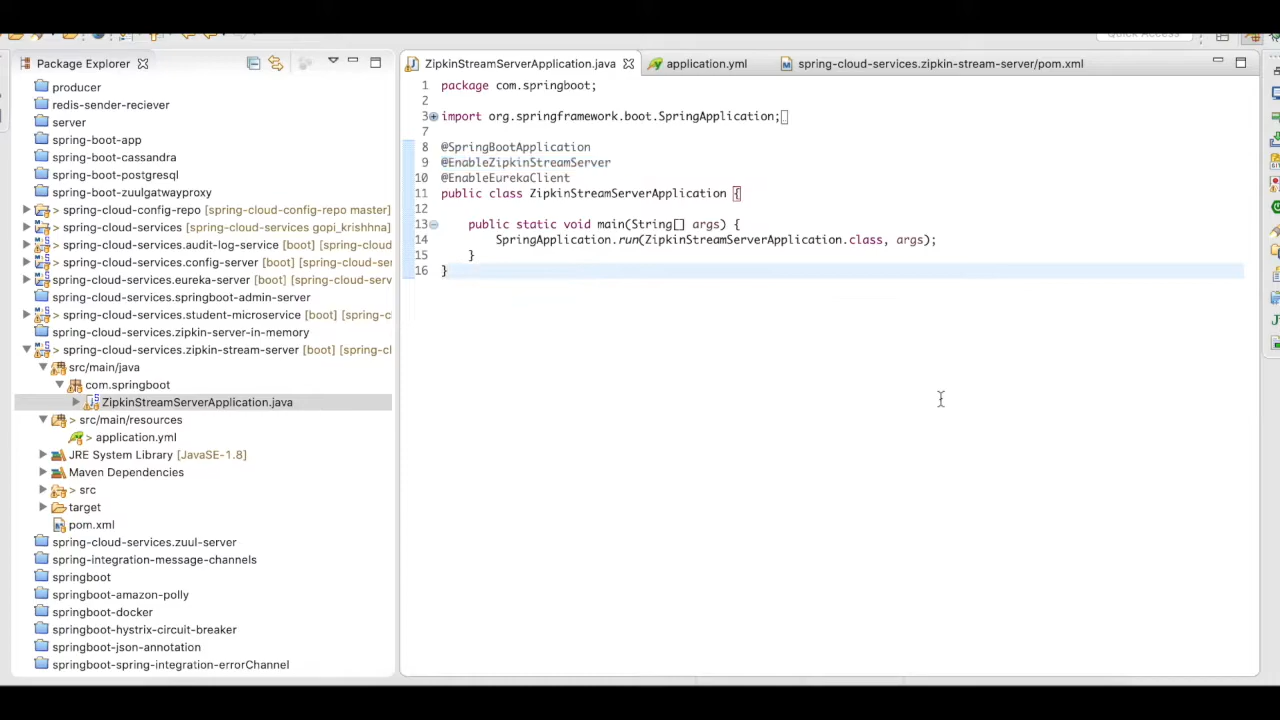 Quick Access
Package Explorer
producer
redis-sender-reciever
server
spring-boot-app
spring-boot-cassandra
spring-boot-postgresql
spring-boot-zuulgatwayproxy
> spring-cloud-config-repo [spring-cloud-config-repo master]
> spring-cloud-services [spring-cloud-services gopi_krishhna]
> spring-cloud-services.audit-log-service [boot] [spring-cloud
> spring-cloud-services.config-server [boot] [spring-cloud-se
> spring-cloud-services.eureka-server [boot] [spring-cloud-serv
spring-cloud-services.springboot-admin-server
> spring-cloud-services.student-microservice [boot] [spring-c
spring-cloud-services.zipkin-server-in-memory
> spring-cloud-services.zipkin-stream-server [boot] [spring-cl
src/main/java
com.springboot
ZipkinStreamServerApplication.java
> src/main/resources
> application.yml
JRE System Library [JavaSE-1.8]
Maven Dependencies
> src
target
pom.xml
spring-cloud-services.zuul-server
spring-integration-message-channels
springboot
springboot-amazon-polly
springboot-docker
springboot-hystrix-circuit-breaker
springboot-json-annotation
springboot-spring-integration-errorChannel
ZipkinStreamServerApplication.java
application.yml
spring-cloud-services.zipkin-stream-server/pom.xml
1 package com.springboot;
2
3 import org.springframework.boot.SpringApplication;
7
8 @SpringBootApplication
9 @EnableZipkinStreamServer
10 @EnableEurekaClient
11 public class ZipkinStreamServerApplication {
12
13 public static void main(String[] args) {
14 SpringApplication.run(ZipkinStreamServerApplication.class, args);
15 }
16 }